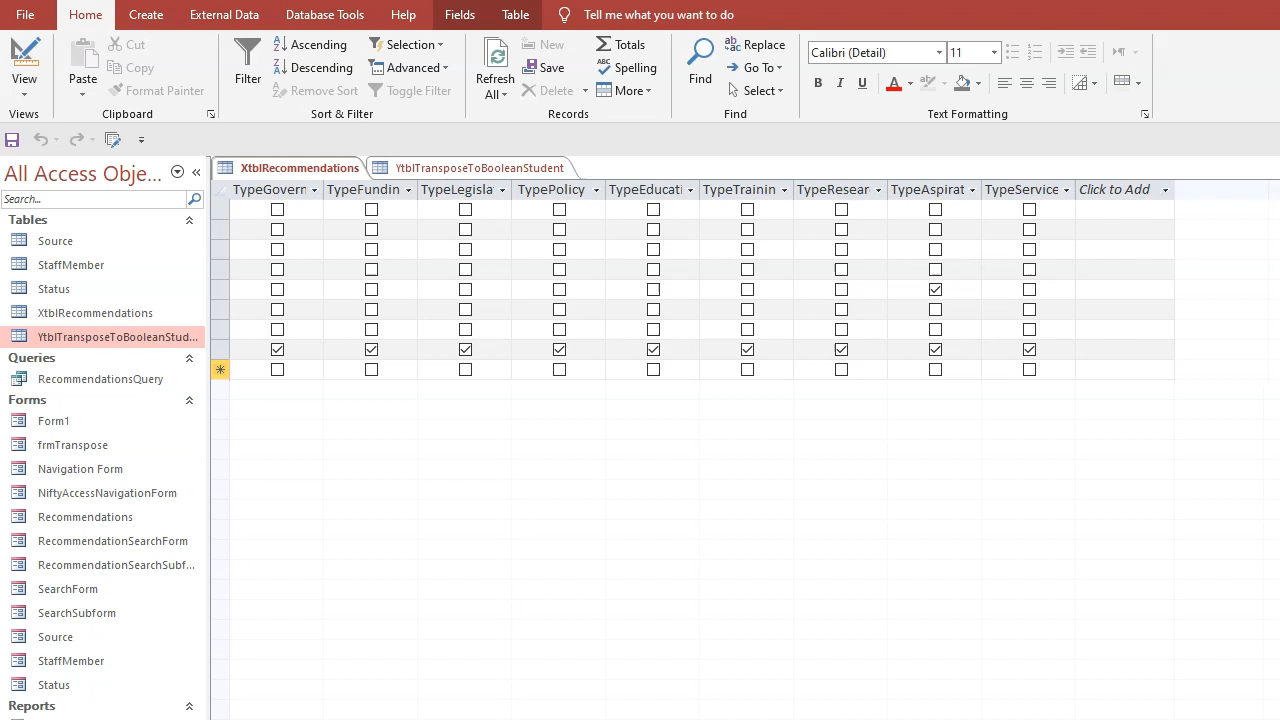 File Home Create External Data Database Tools Help Fields Table Tell me what you want to do
View
Views
Paste
Cut
Copy
Format Painter
Clipboard
Filter
Ascending
Descending
Remove Sort
Selection
Advanced
Toggle Filter
Sort & Filter
Refresh
All
New
Save
Delete
Totals
Spelling
More
Records
Find
Replace
Go To
Select
Find
Calibri (Detail) 11
B I U
Text Formatting
All Access Obje...
Search...
Tables
Source
StaffMember
Status
XtblRecommendations
YtblTransposeToBooleanStud...
Queries
RecommendationsQuery
Forms
Form1
frmTranspose
Navigation Form
NiftyAccessNavigationForm
Recommendations
RecommendationSearchForm
RecommendationSearchSubf...
SearchForm
SearchSubform
Source
StaffMember
Status
Reports
XtblRecommendations YtblTransposeToBooleanStudent
TypeGovern TypeFundin TypeLegisla TypePolicy TypeEducati TypeTrainin TypeResear TypeAspirat TypeService Click to Add